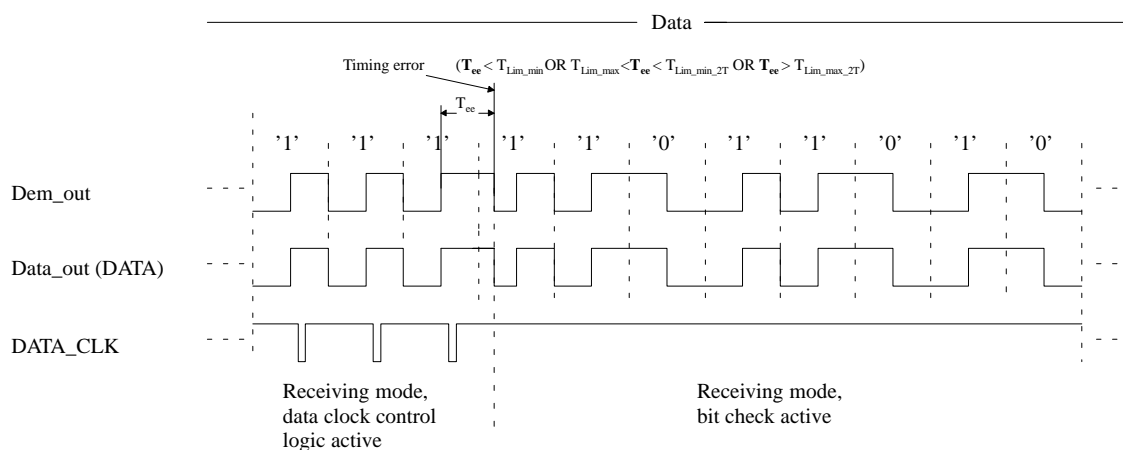 Data
Timing error (Tee < TLim_min OR TLim_max<Tee < TLim_min_2T OR Tee > TLim_max_2T)
Tee
’1’ ’1’ ’1’ ’1’ ’1’ ’0’ ’1’ ’1’ ’0’ ’1’ ’0’
Dem_out
Data_out (DATA)
DATA_CLK
Receiving mode,
data clock control
logic active
Receiving mode,
bit check active